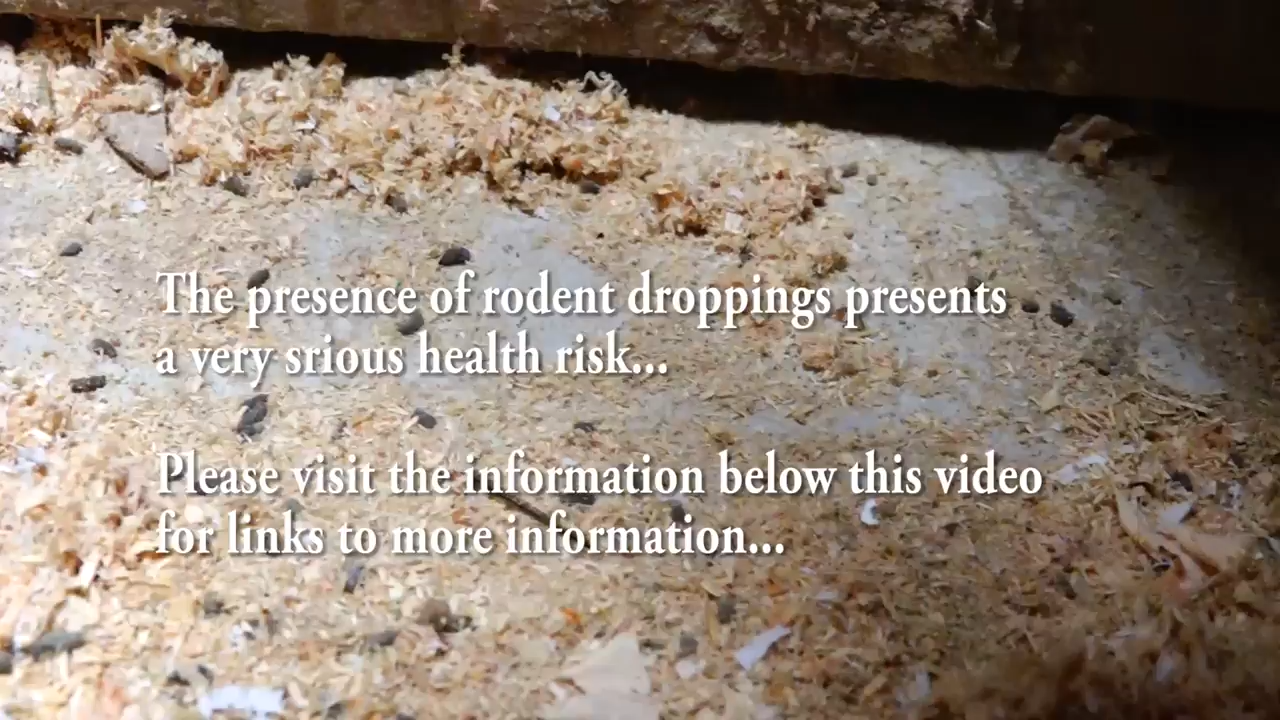 The presence of rodent droppings presents
a very srious health risk...
Please visit the information below this video
for links to more information...